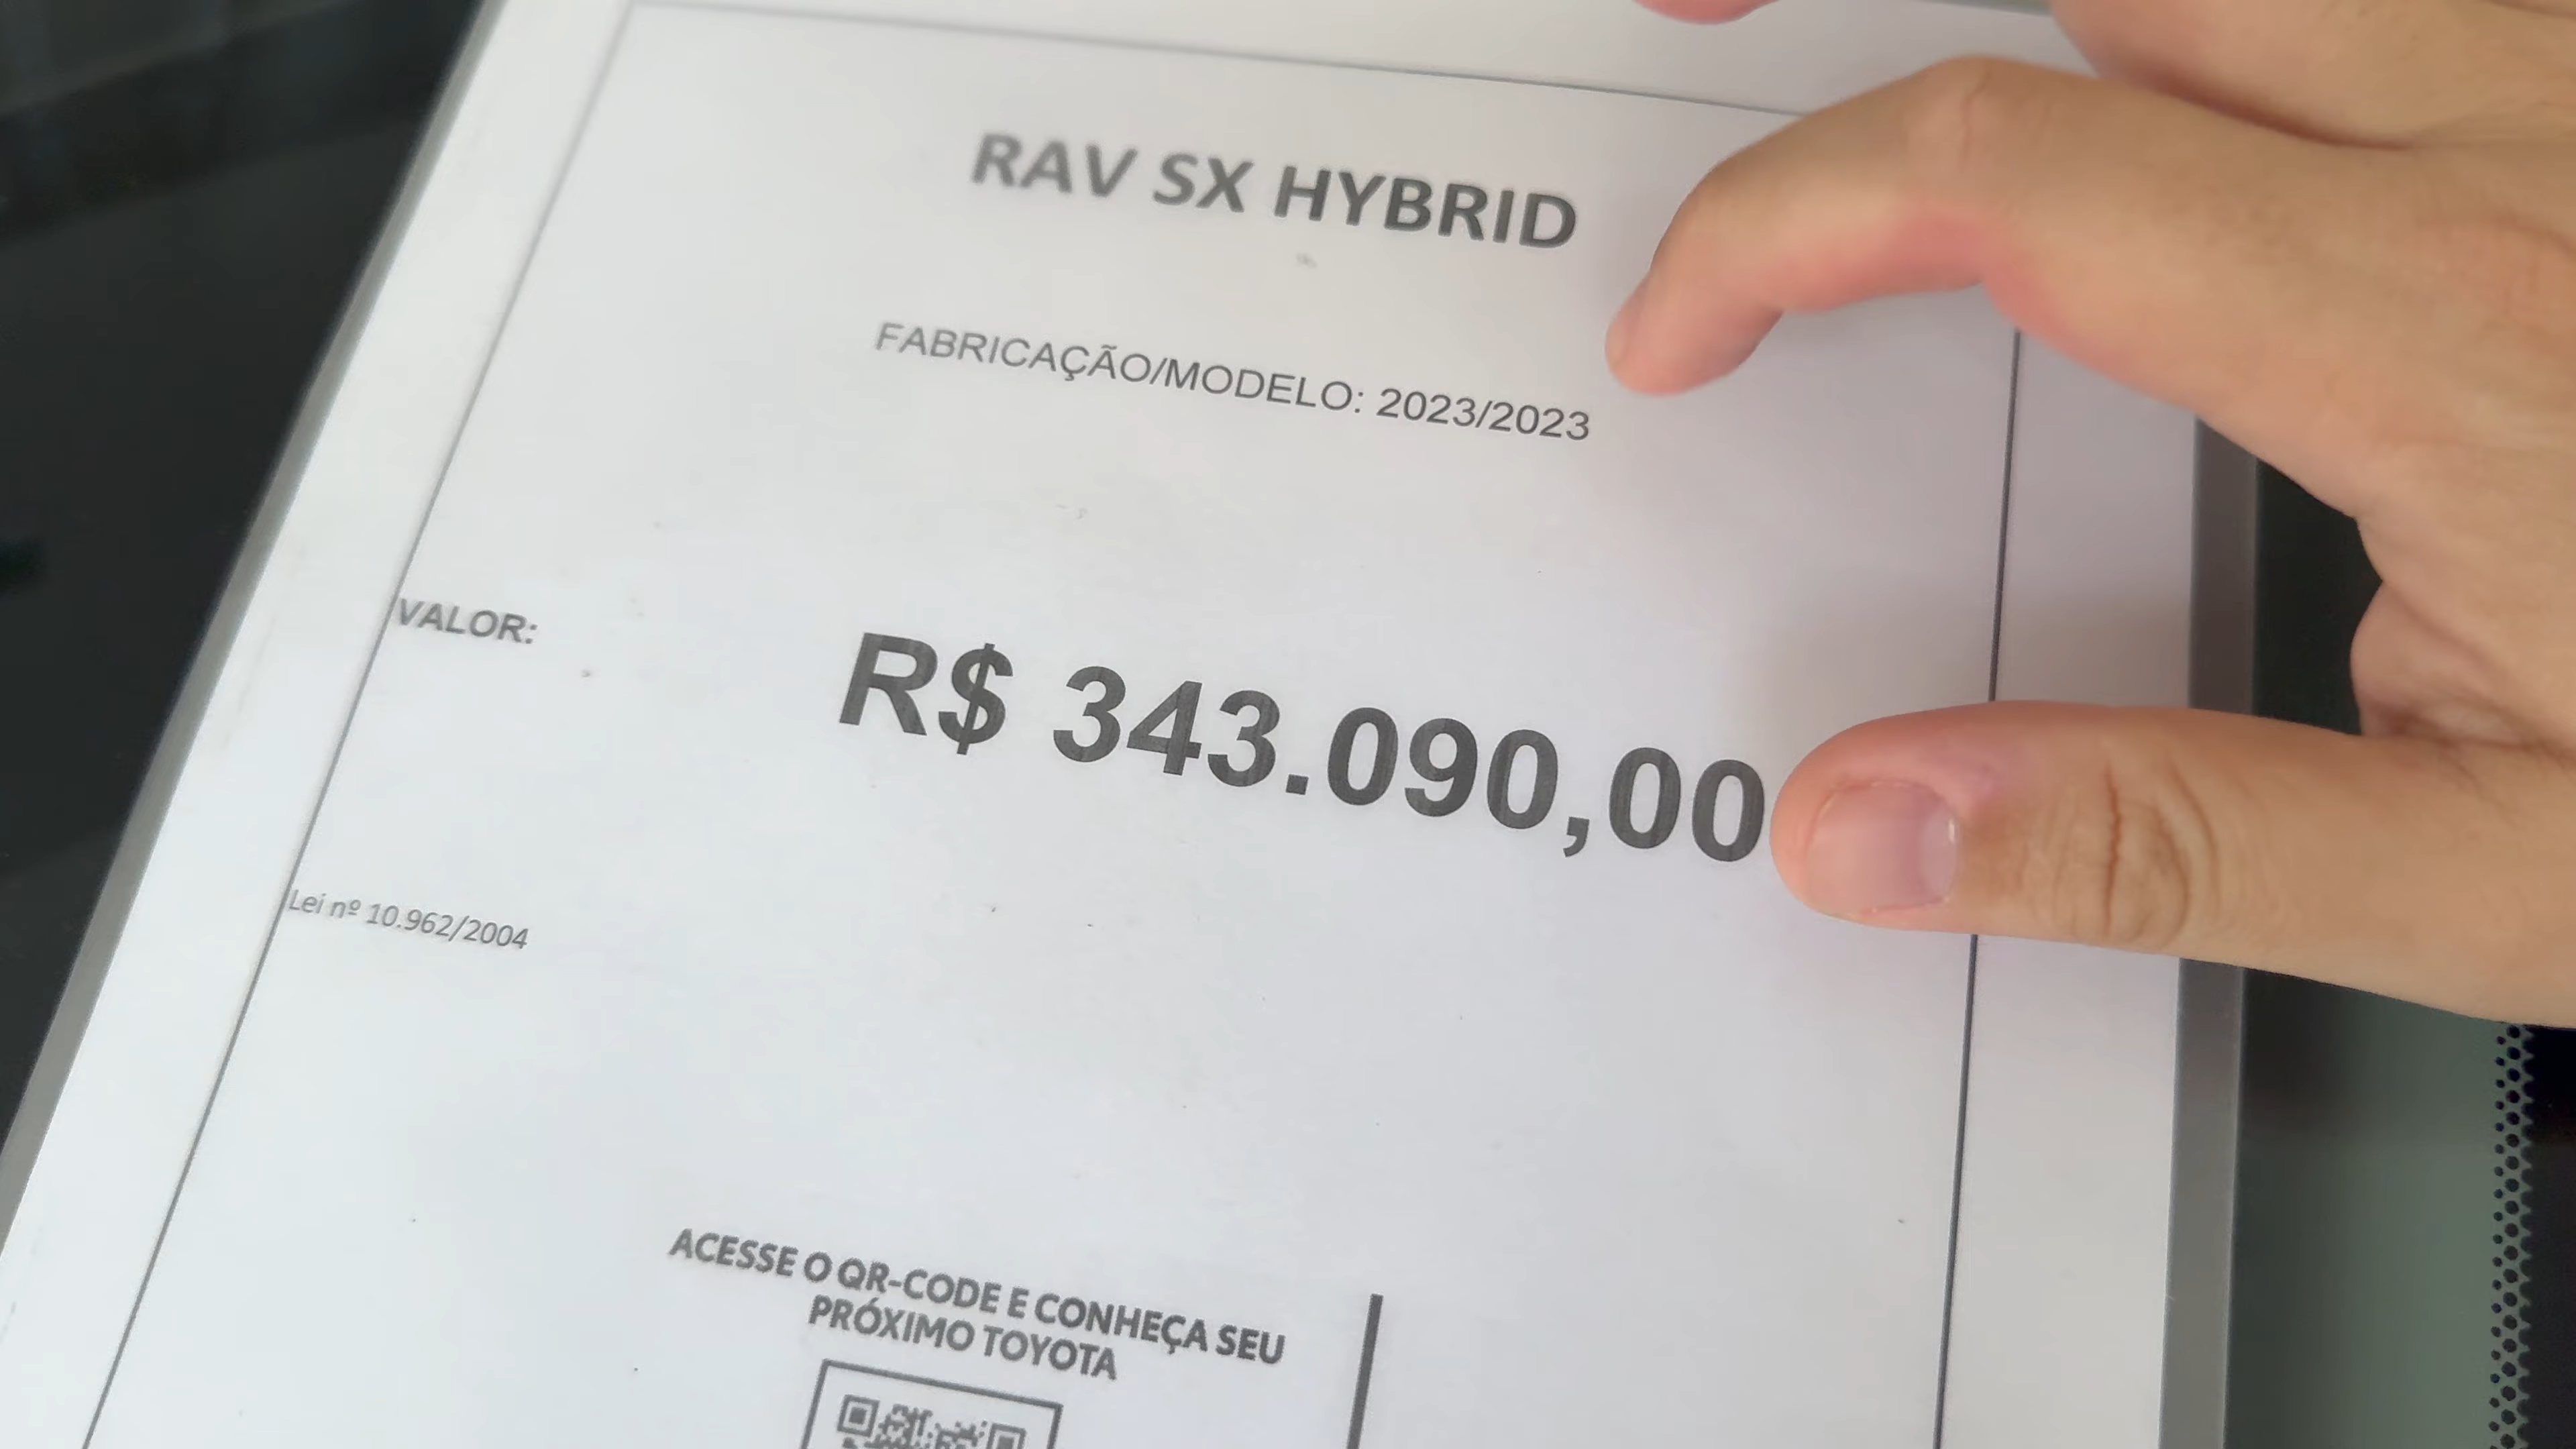 RAV SX HYBRID
FABRICAÇÃO/MODELO: 2023/2023
VALOR:
R$ 343.090,00
Lei nº 10.962/2004
ACESSE O QR-CODE E CONHEÇA SEU
PRÓXIMO TOYOTA